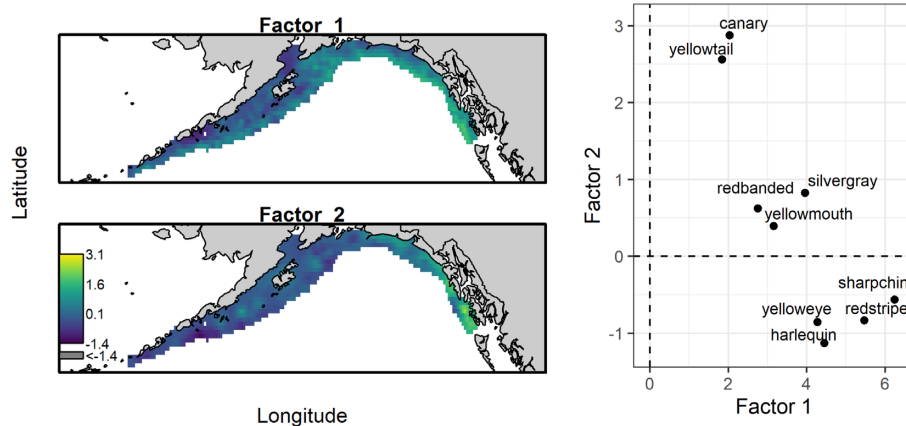 Factor_1
Latitude
Factor_2
3.1
1.6
0.1
-1.4
<-1.4
Longitude
Factor 2
3
2
1
0
-1
canary
yellowtail
redbanded
silvergray
yellowmouth
sharpchin
yelloweye
redstripe
harlequin
0
2
4
6
Factor 1